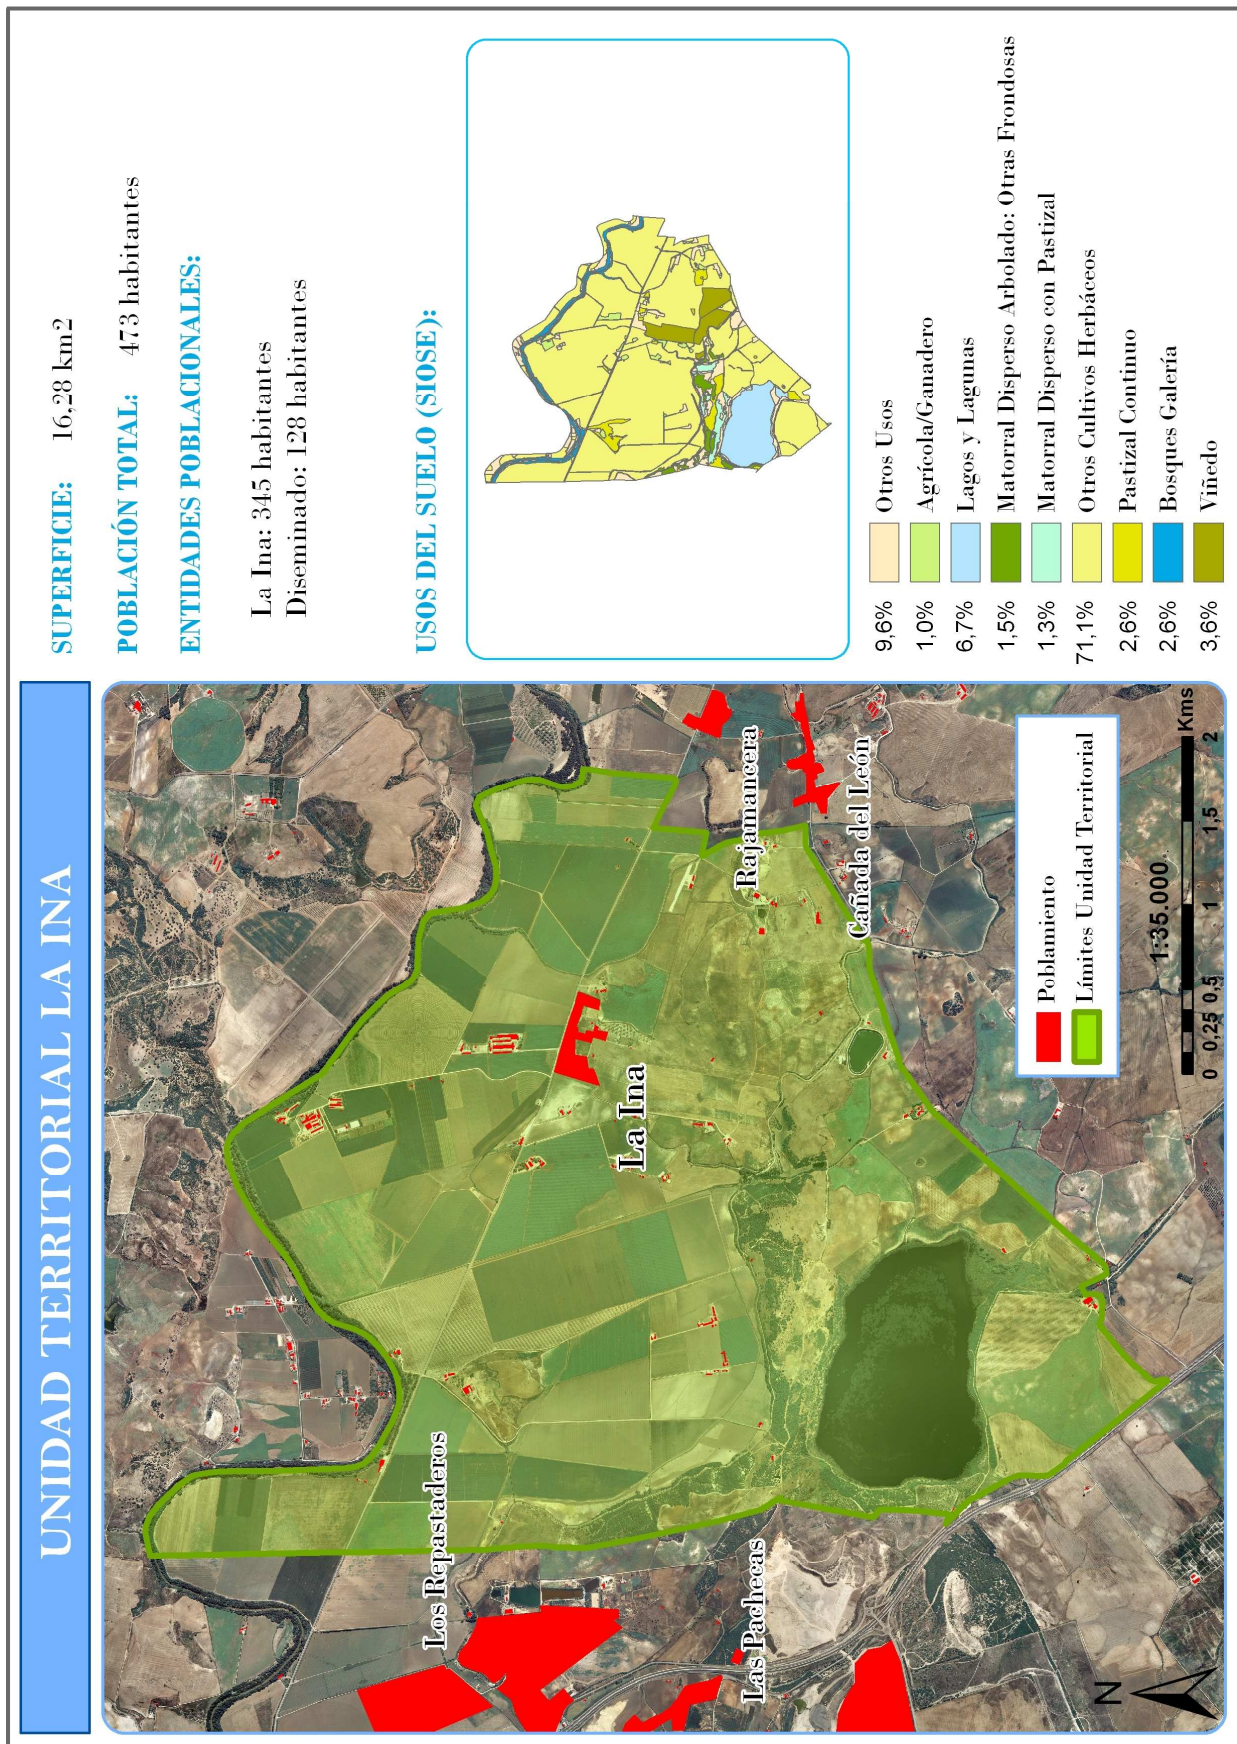 UNIDAD TERRITORIAL LA INA
Los Repastaderos
La Ina
Rajamancera
Cañada del León
Las Pachecas
N
Poblamiento
Límites Unidad Territorial
1:35.000
0 0,25 0,5 1 1,5 2 Kms
SUPERFICIE: 16,28 km2
POBLACIÓN TOTAL: 473 habitantes
ENTIDADES POBLACIONALES:
La Ina: 345 habitantes
Diseminado: 128 habitantes
USOS DEL SUELO (SIOSE):
9,6% Otros Usos
1,0% Agrícola/Ganadero
6,7% Lagos y Lagunas
1,5% Matorral Disperso Arbolado: Otras Frondosas
1,3% Matorral Disperso con Pastizal
71,1% Otros Cultivos Herbáceos
2,6% Pastizal Continuo
2,6% Bosques Galería
3,6% Viñedo